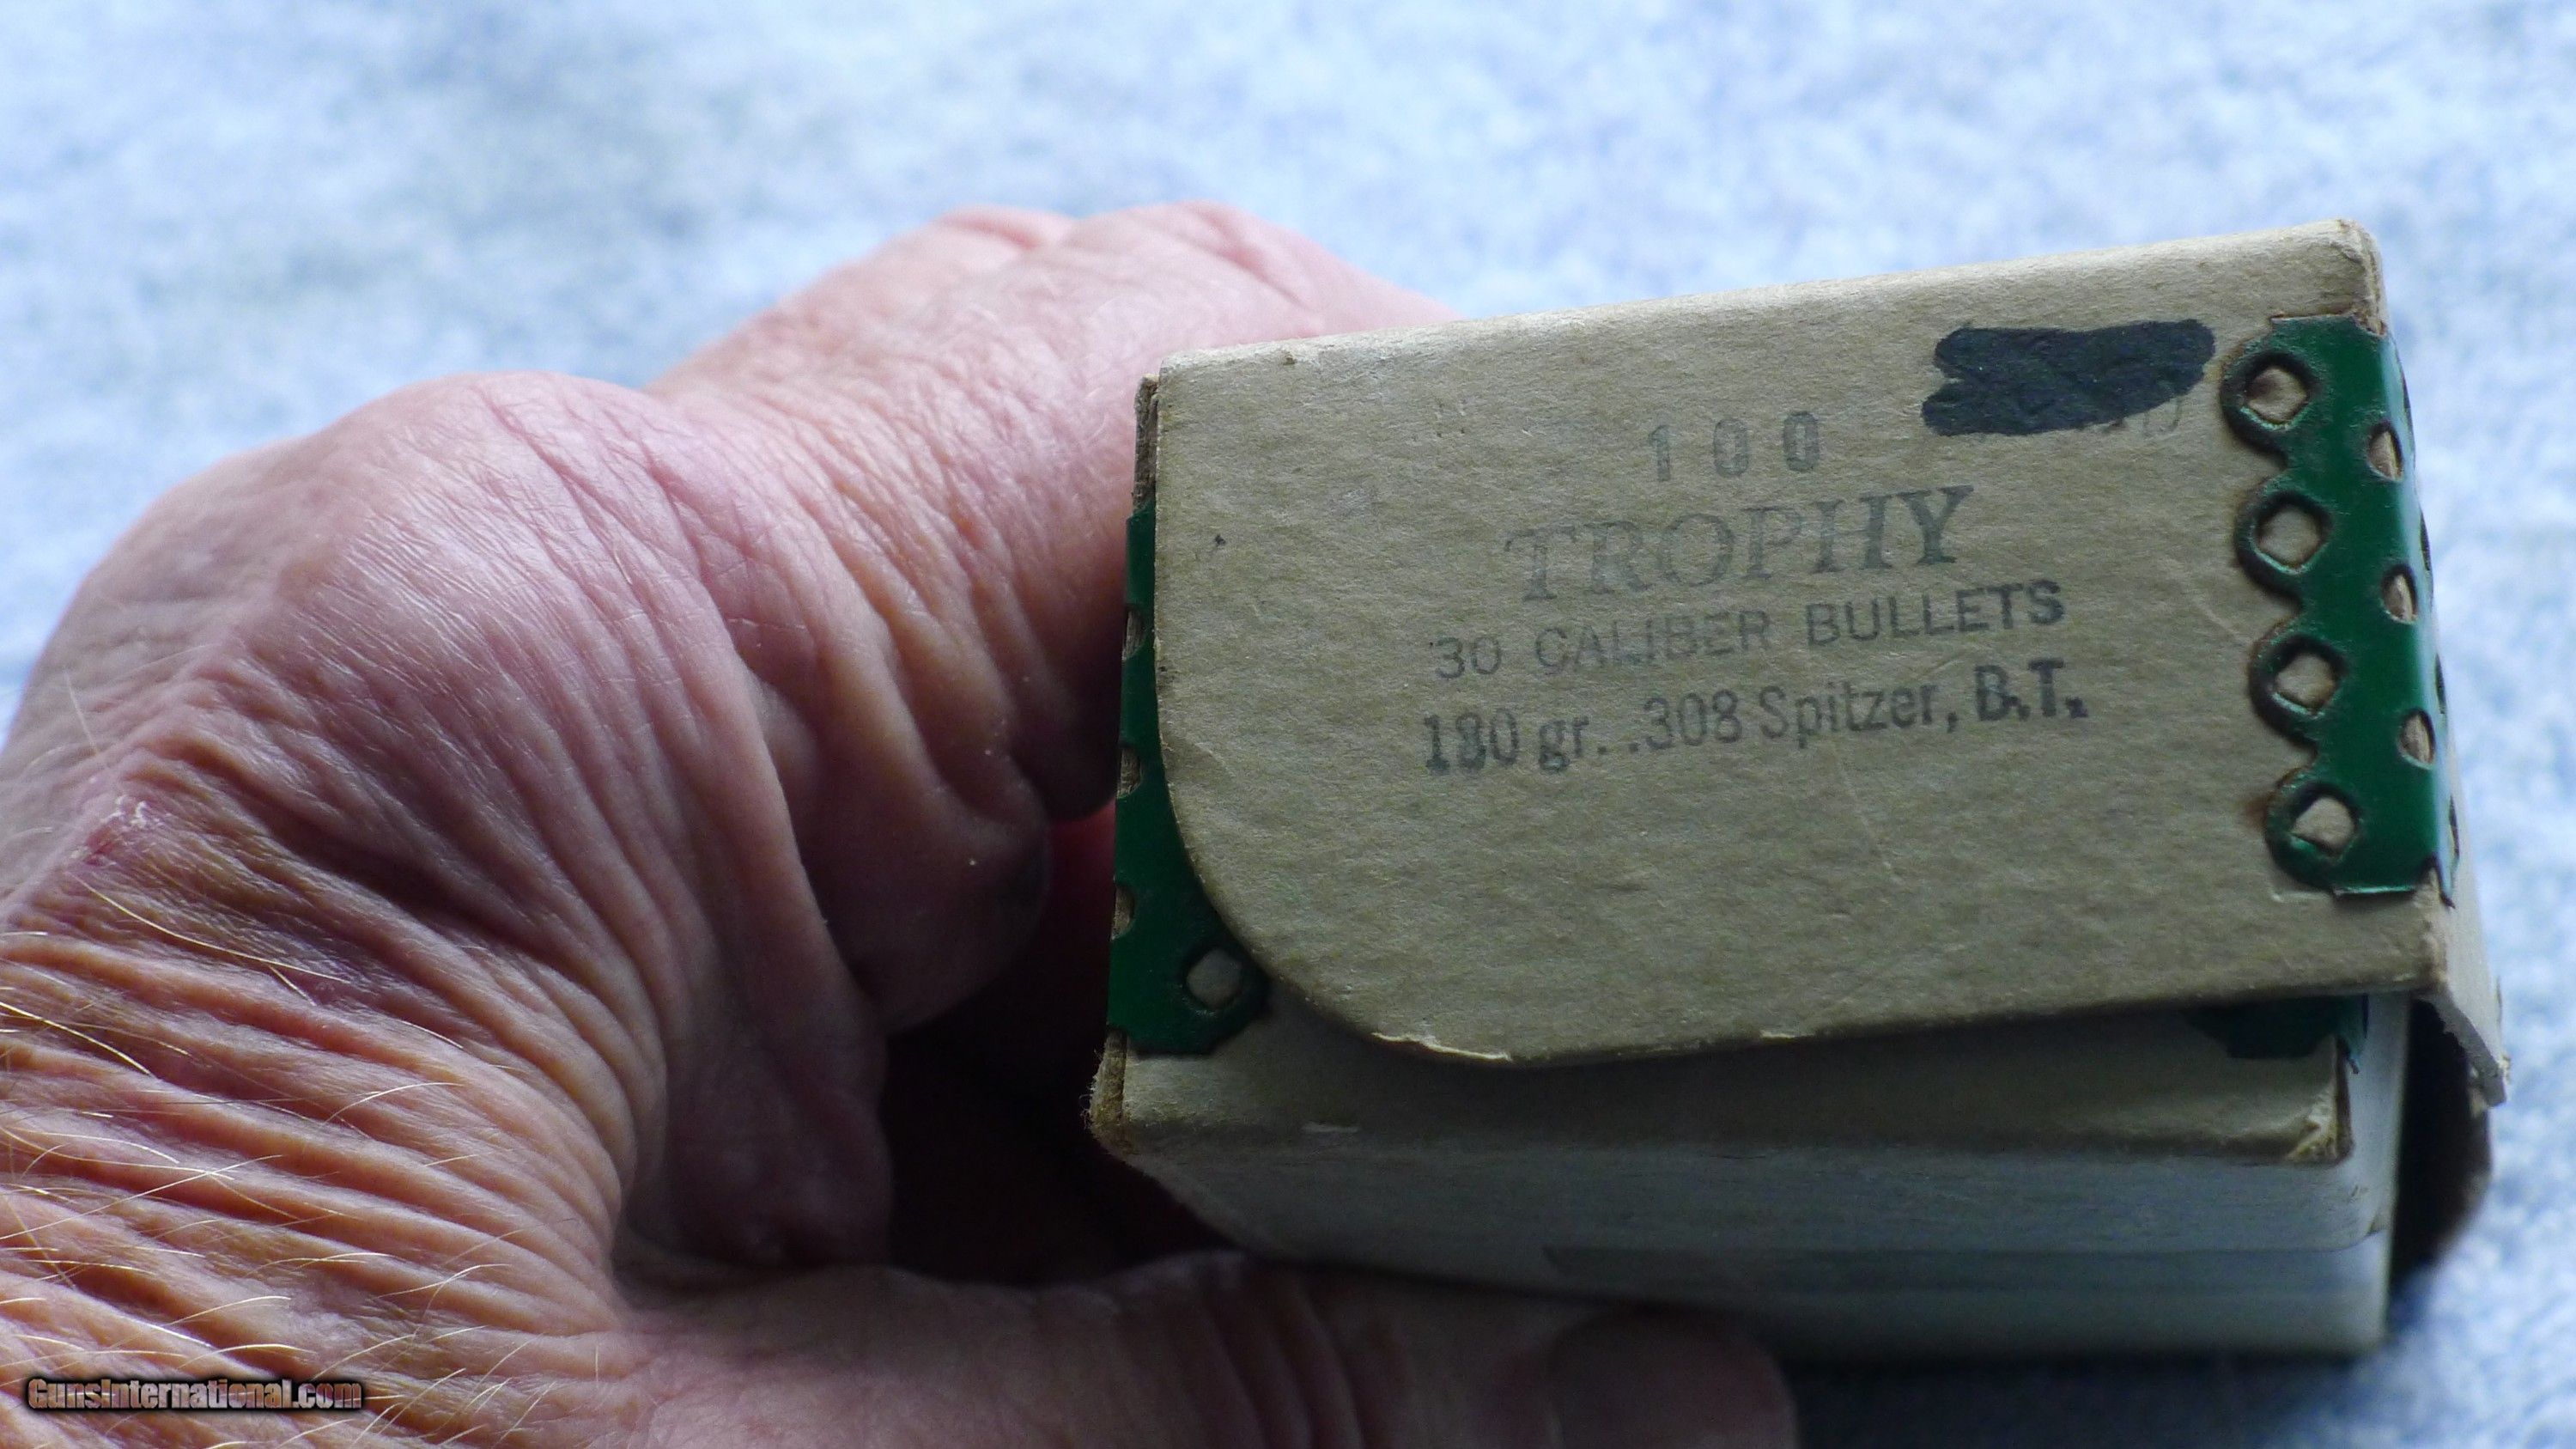 100
TROPHY
30 CALIBER BULLETS
180 gr. .308 Spitzer, B.T.
GunsInternational.com